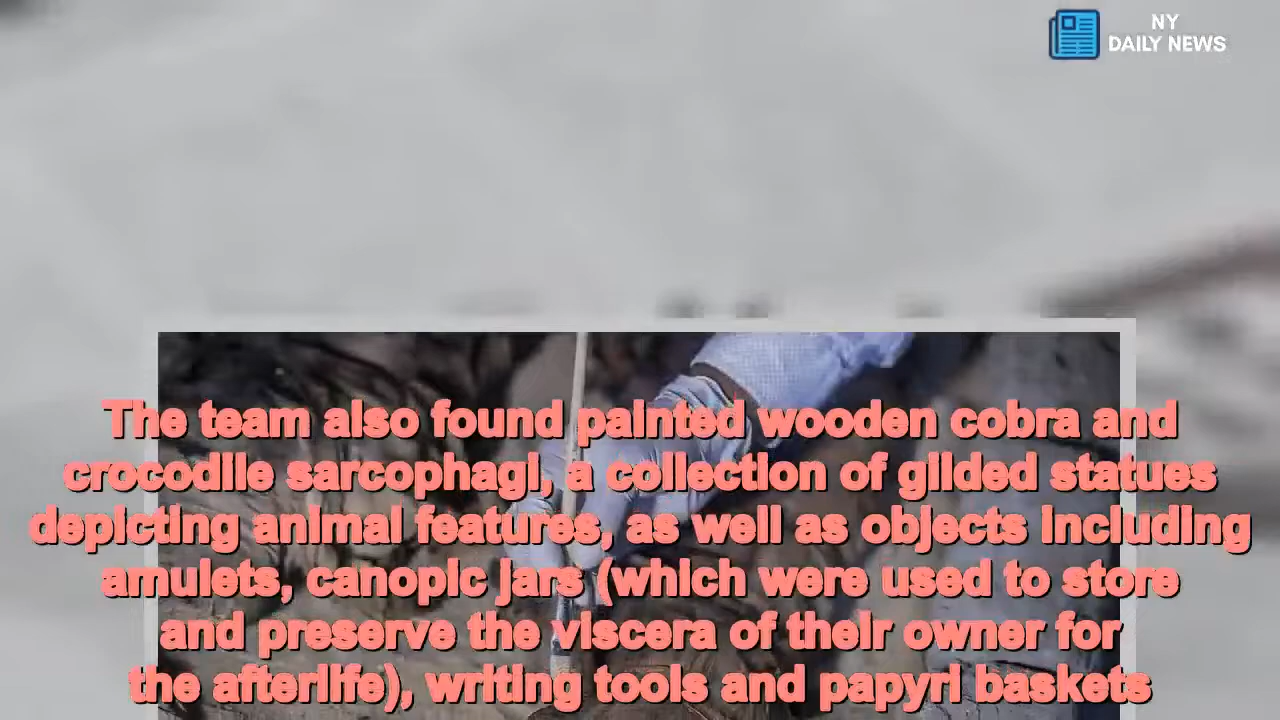 NY
DAILY NEWS
The team also found painted wooden cobra and
crocodile sarcophagi, a collection of gilded statues
depicting animal features, as well as objects including
amulets, canopic jars (which were used to store
and preserve the viscera of their owner for
the afterlife), writing tools and papyri baskets